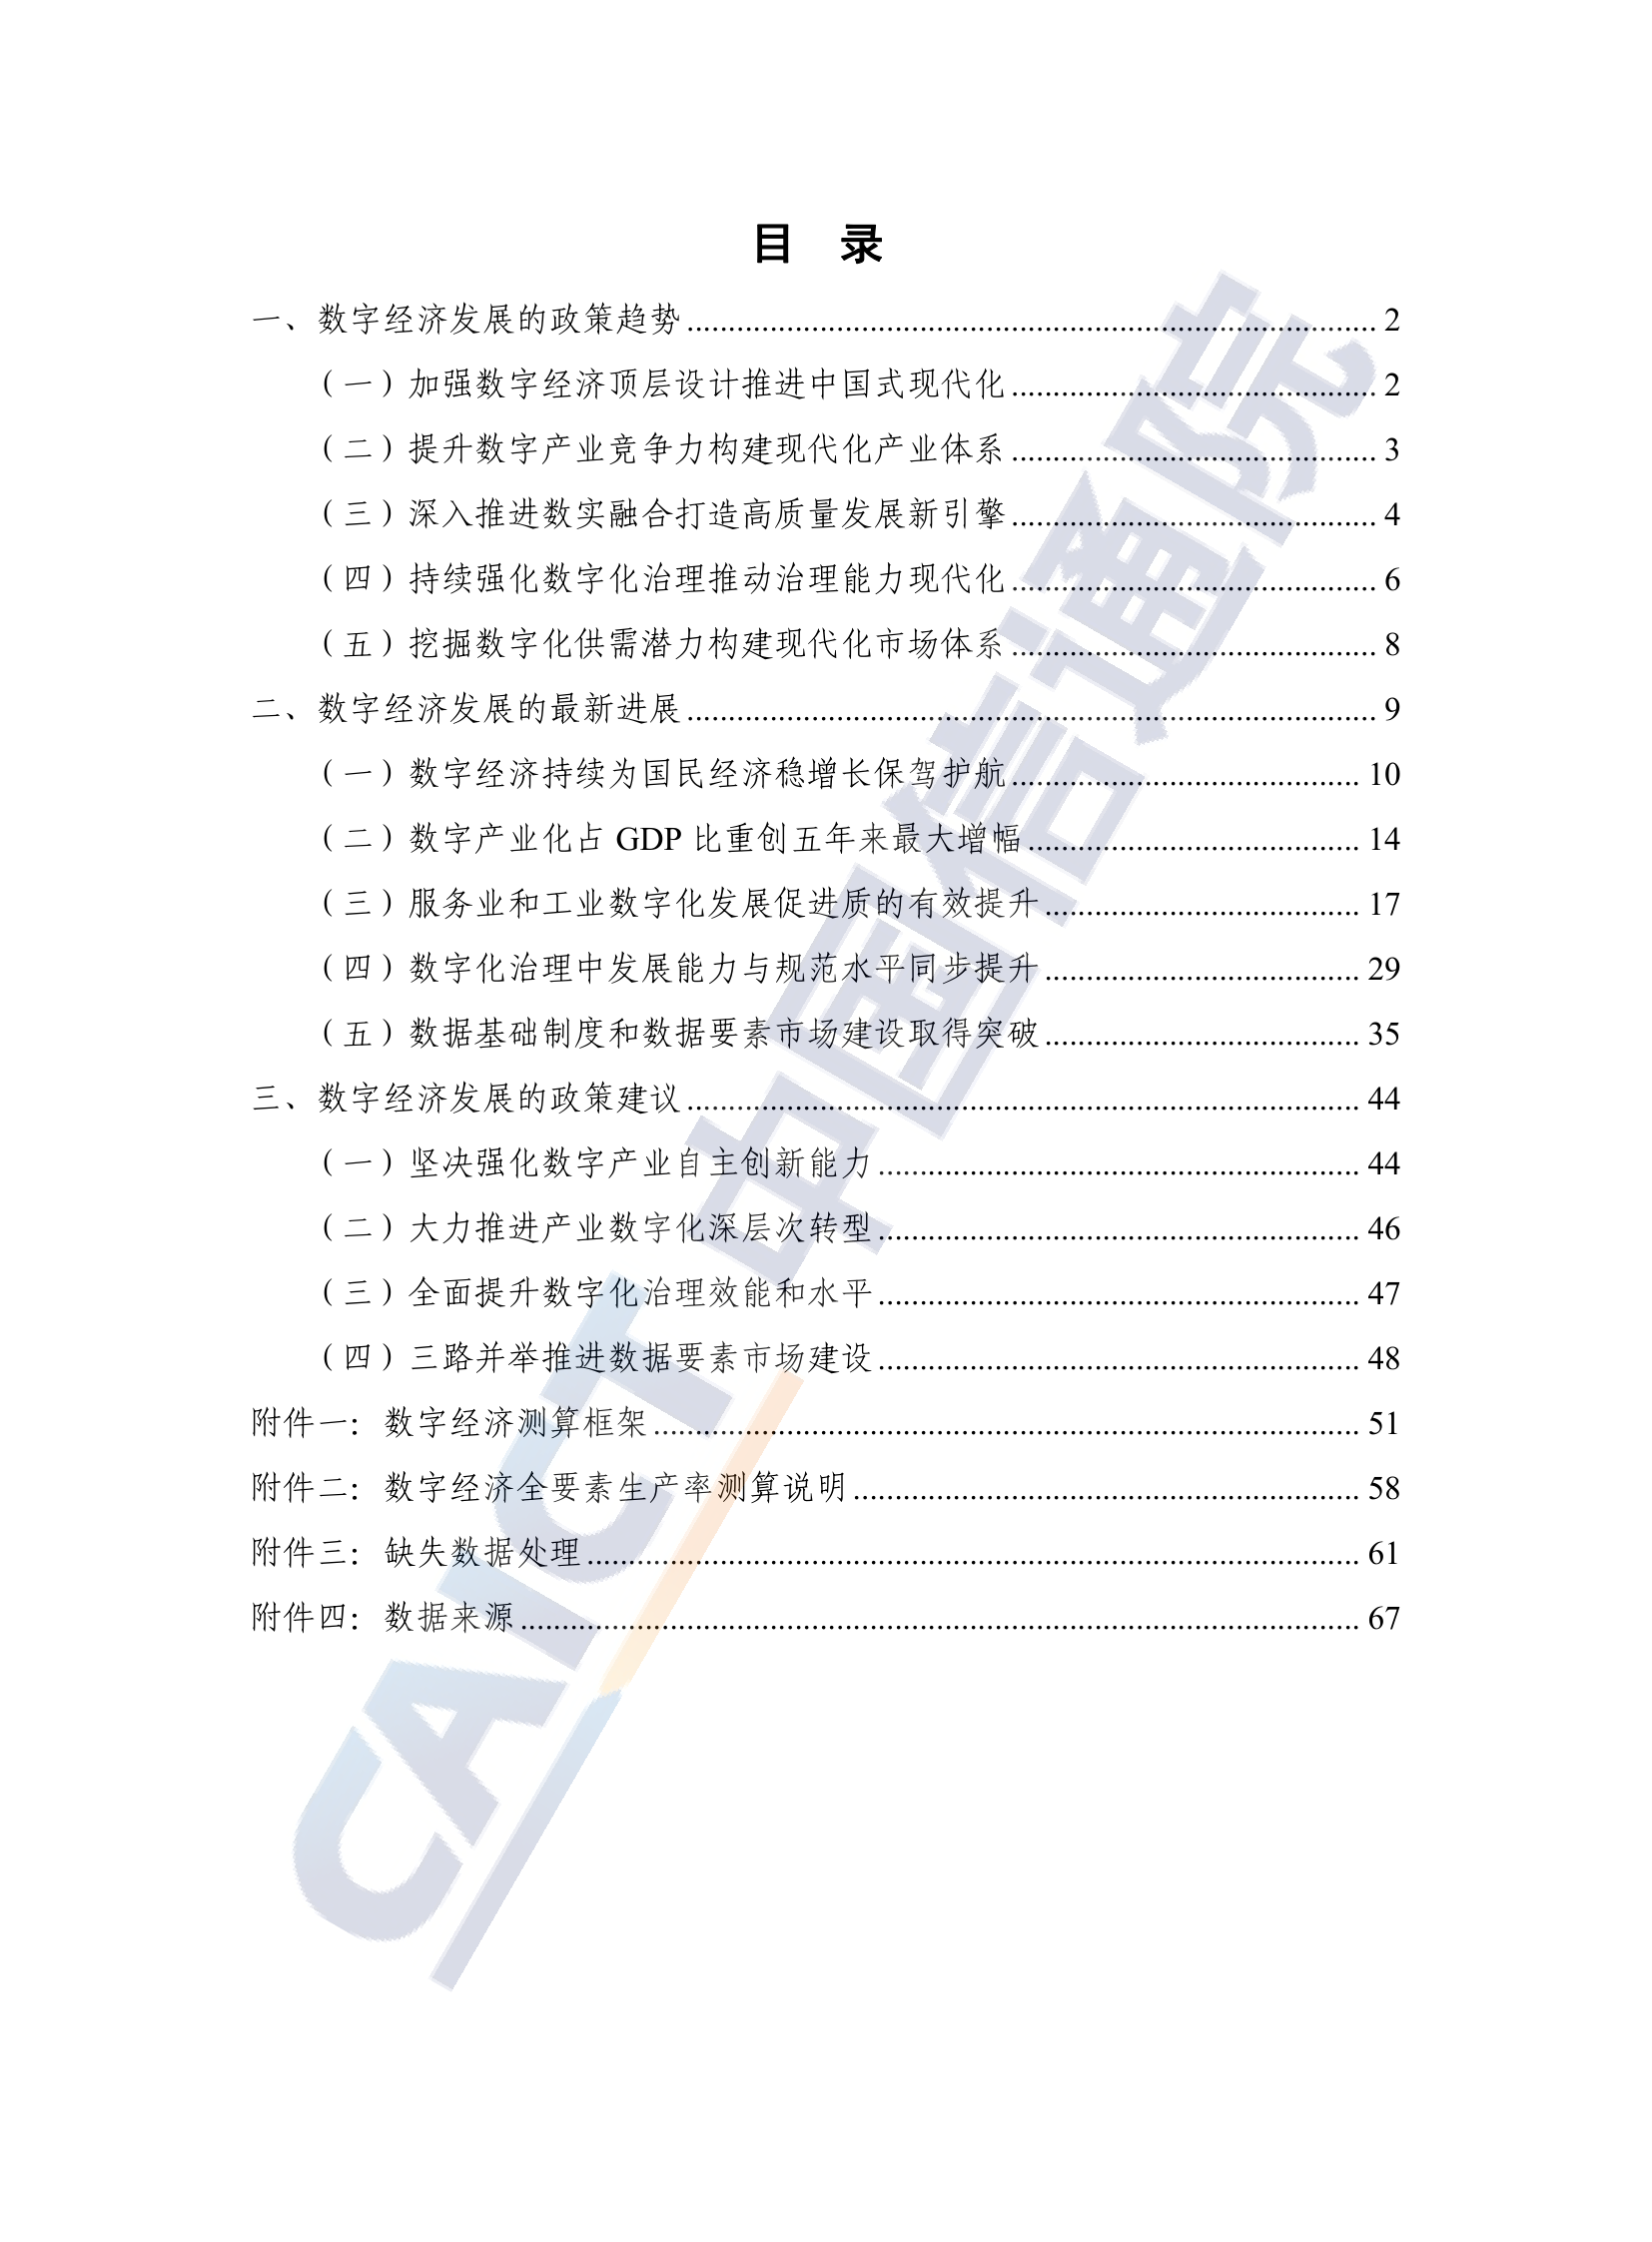 目 录
一、数字经济发展的政策趋势 2
（一）加强数字经济顶层设计推进中国式现代化 2
（二）提升数字产业竞争力构建现代化产业体系 3
（三）深入推进数实融合打造高质量发展新引擎 4
（四）持续强化数字化治理推动治理能力现代化 6
（五）挖掘数字化供需潜力构建现代化市场体系 8
二、数字经济发展的最新进展 9
（一）数字经济持续为国民经济稳增长保驾护航 10
（二）数字产业化占 GDP 比重创五年来最大增幅 14
（三）服务业和工业数字化发展促进质的有效提升 17
（四）数字化治理中发展能力与规范水平同步提升 29
（五）数据基础制度和数据要素市场建设取得突破 35
三、数字经济发展的政策建议 44
（一）坚决强化数字产业自主创新能力 44
（二）大力推进产业数字化深层次转型 46
（三）全面提升数字化治理效能和水平 47
（四）三路并举推进数据要素市场建设 48
附件一：数字经济测算框架 51
附件二：数字经济全要素生产率测算说明 58
附件三：缺失数据处理 61
附件四：数据来源 67
CAICT 中国信通院